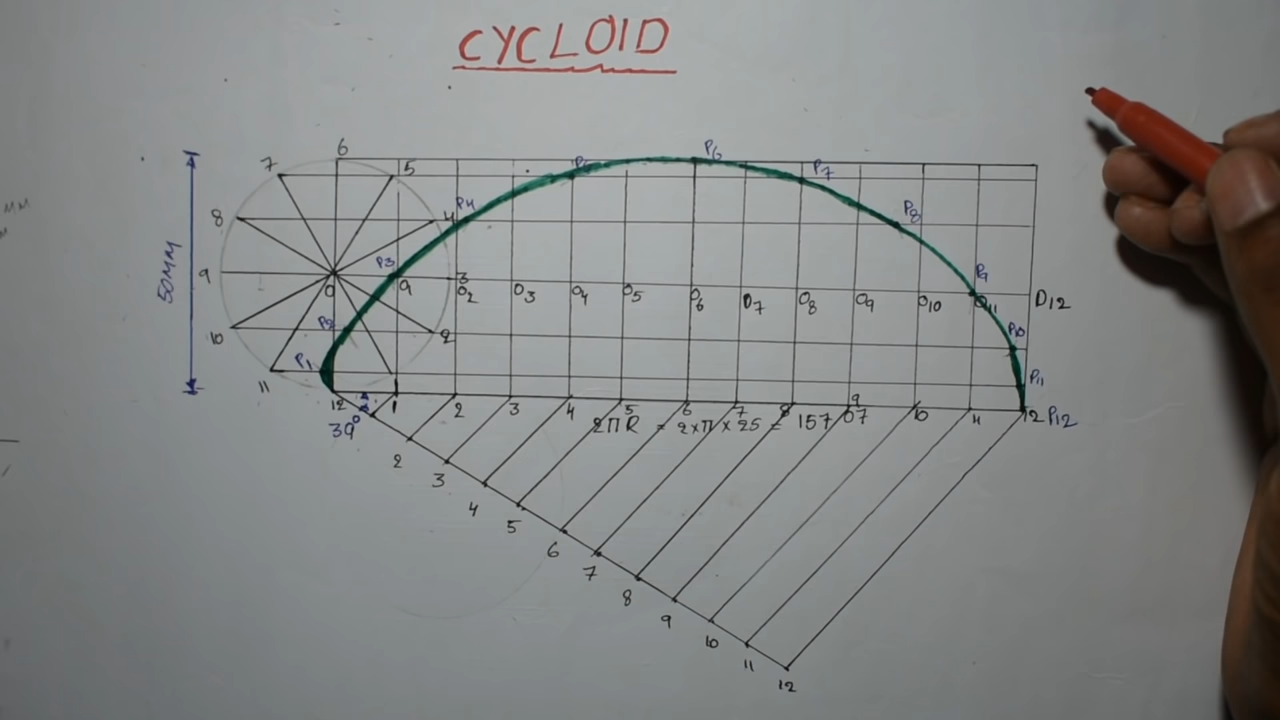 CYCLOID
6 P6
7 5 P5 P7
8 4 P4 P8
50MM
9 P3 3 P9
O O2 O3 O4 O5 O6 O7 O8 O9 O10 O11 O12
10 P2 2 P10
11 P1 P11
12 1 2 3 4 5 6 7 8 9 10 11 12 P12
2πR = 2×π×25 = 157.07
30°
2
3
4
5
6
7
8
9
10
11
12
MM